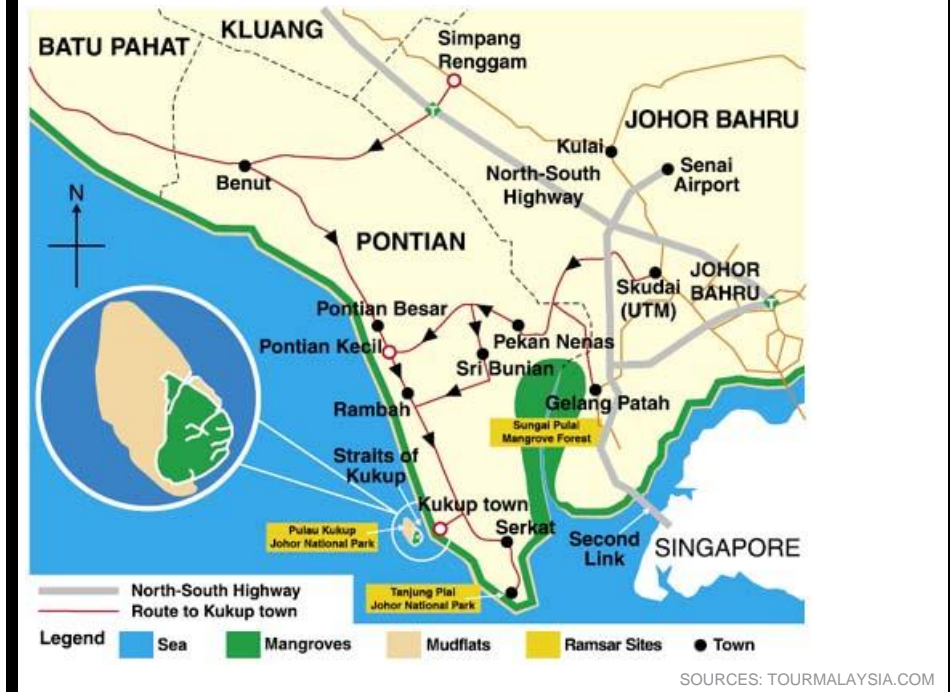 KLUANG
BATU PAHAT
Simpang
Renggam
JOHOR BAHRU
Kulai
Senai
Airport
North-South
Highway
Benut
N
PONTIAN
JOHOR
BAHRU
Skudai
(UTM)
Pontian Besar
Pekan Nenas
Pontian Kecil
Sri Bunian
Gelang Patah
Rambah
Sungai Pulai
Mangrove Forest
Straits of
Kukup
Kukup town
Serkat
Pulau Kukup
Johor National Park
Second
Link
SINGAPORE
Tanjung Piai
Johor National Park
North-South Highway
Route to Kukup town
Legend
Sea
Mangroves
Mudflats
Ramsar Sites
Town
SOURCES: TOURMALAYSIA.COM